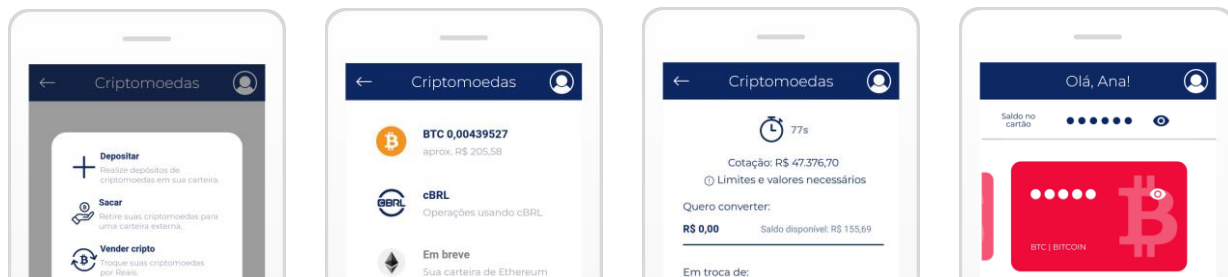 Criptomoedas
Depositar
Realize depósitos de
criptomoedas em sua carteira.
Sacar
Retire suas criptomoedas para
uma carteira externa.
Vender cripto
Troque suas criptomoedas
por Reais.
Criptomoedas
BTC 0,00439527
aprox. R$ 205,58
cBRL
CBRL
Operações usando cBRL
Em breve
Sua carteira de Ethereum
Criptomoedas
77s
Cotação: R$ 47.376,70
Limites e valores necessários
Quero converter:
R$ 0,00 Saldo disponível: R$ 155,69
Em troca de:
Olá, Ana!
Saldo no
cartão
BTC | BITCOIN